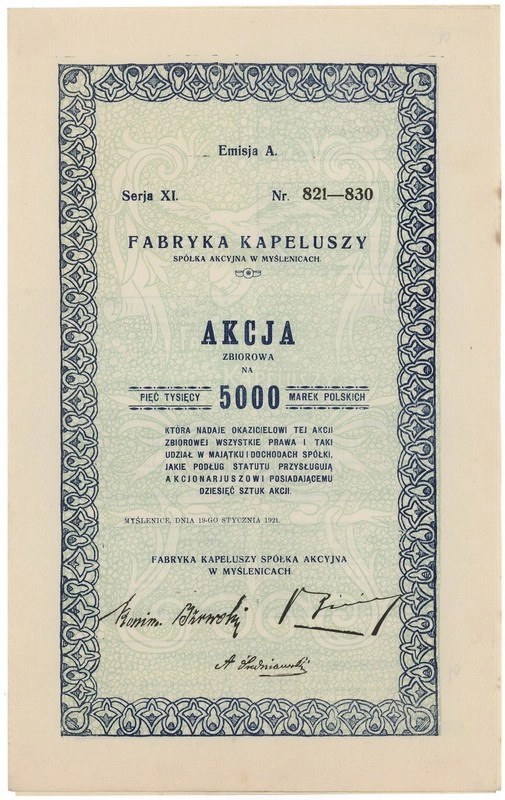 Emisja A.
Serja XI. Nr. 821—830
FABRYKA KAPELUSZY
SPÓŁKA AKCYJNA W MYŚLENICACH.
AKCJA
ZBIOROWA
NA
PIĘĆ TYSIĘCY 5000 MAREK POLSKICH
KTÓRA NADAJE OKAZICIELOWI TEJ AKCJI
ZBIOROWEJ WSZYSTKIE PRAWA I TAKI
UDZIAŁ W MAJĄTKU I DOCHODACH SPÓŁKI,
JAKIE PODŁUG STATUTU PRZYSŁUGUJĄ
AKCJONARJUSZOWI POSIADAJĄCEMU
DZIESIĘĆ SZTUK AKCJI.
MYŚLENICE, DNIA 19-GO STYCZNIA 1921.
FABRYKA KAPELUSZY SPÓŁKA AKCYJNA
W MYŚLENICACH
A Średniawski